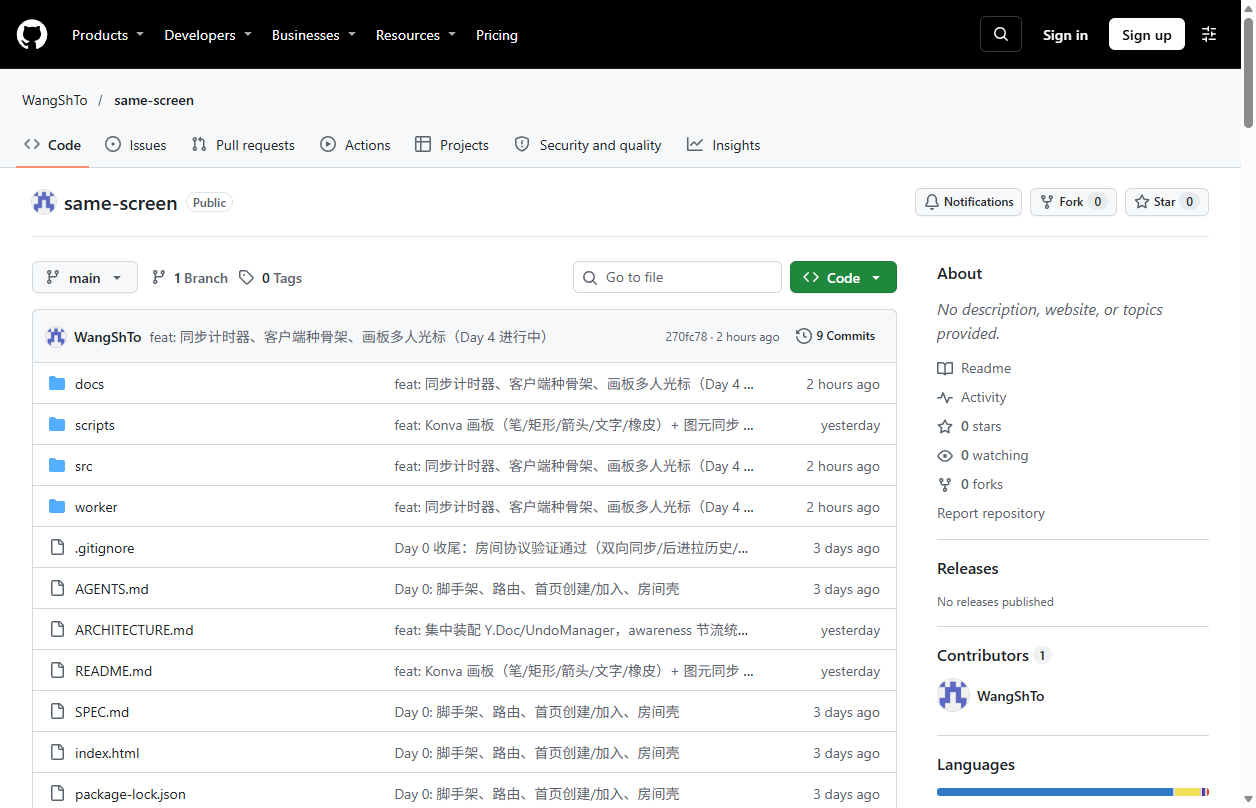 Products Developers Businesses Resources Pricing Sign in Sign up
WangShTo / same-screen
Code Issues Pull requests Actions Projects Security and quality Insights
same-screen Public Notifications Fork 0 Star 0
main 1 Branch 0 Tags Go to file Code
WangShTo feat: 同步计时器、客户端种骨架、画板多人光标（Day 4 进行中） 270fc78 · 2 hours ago 9 Commits
docs feat: 同步计时器、客户端种骨架、画板多人光标（Day 4 ... 2 hours ago
scripts feat: Konva 画板（笔/矩形/箭头/文字/橡皮）+ 图元同步 ... yesterday
src feat: 同步计时器、客户端种骨架、画板多人光标（Day 4 ... 2 hours ago
worker feat: 同步计时器、客户端种骨架、画板多人光标（Day 4 ... 2 hours ago
.gitignore Day 0 收尾：房间协议验证通过（双向同步/后进拉历史/... 3 days ago
AGENTS.md Day 0: 脚手架、路由、首页创建/加入、房间壳 3 days ago
ARCHITECTURE.md feat: 集中装配 Y.Doc/UndoManager，awareness 节流统... yesterday
README.md feat: Konva 画板（笔/矩形/箭头/文字/橡皮）+ 图元同步 ... yesterday
SPEC.md Day 0: 脚手架、路由、首页创建/加入、房间壳 3 days ago
index.html Day 0: 脚手架、路由、首页创建/加入、房间壳 3 days ago
package-lock.json Day 0: 脚手架、路由、首页创建/加入、房间壳 3 days ago
About
No description, website, or topics
provided.
Readme
Activity
0 stars
0 watching
0 forks
Report repository
Releases
No releases published
Contributors 1
WangShTo
Languages